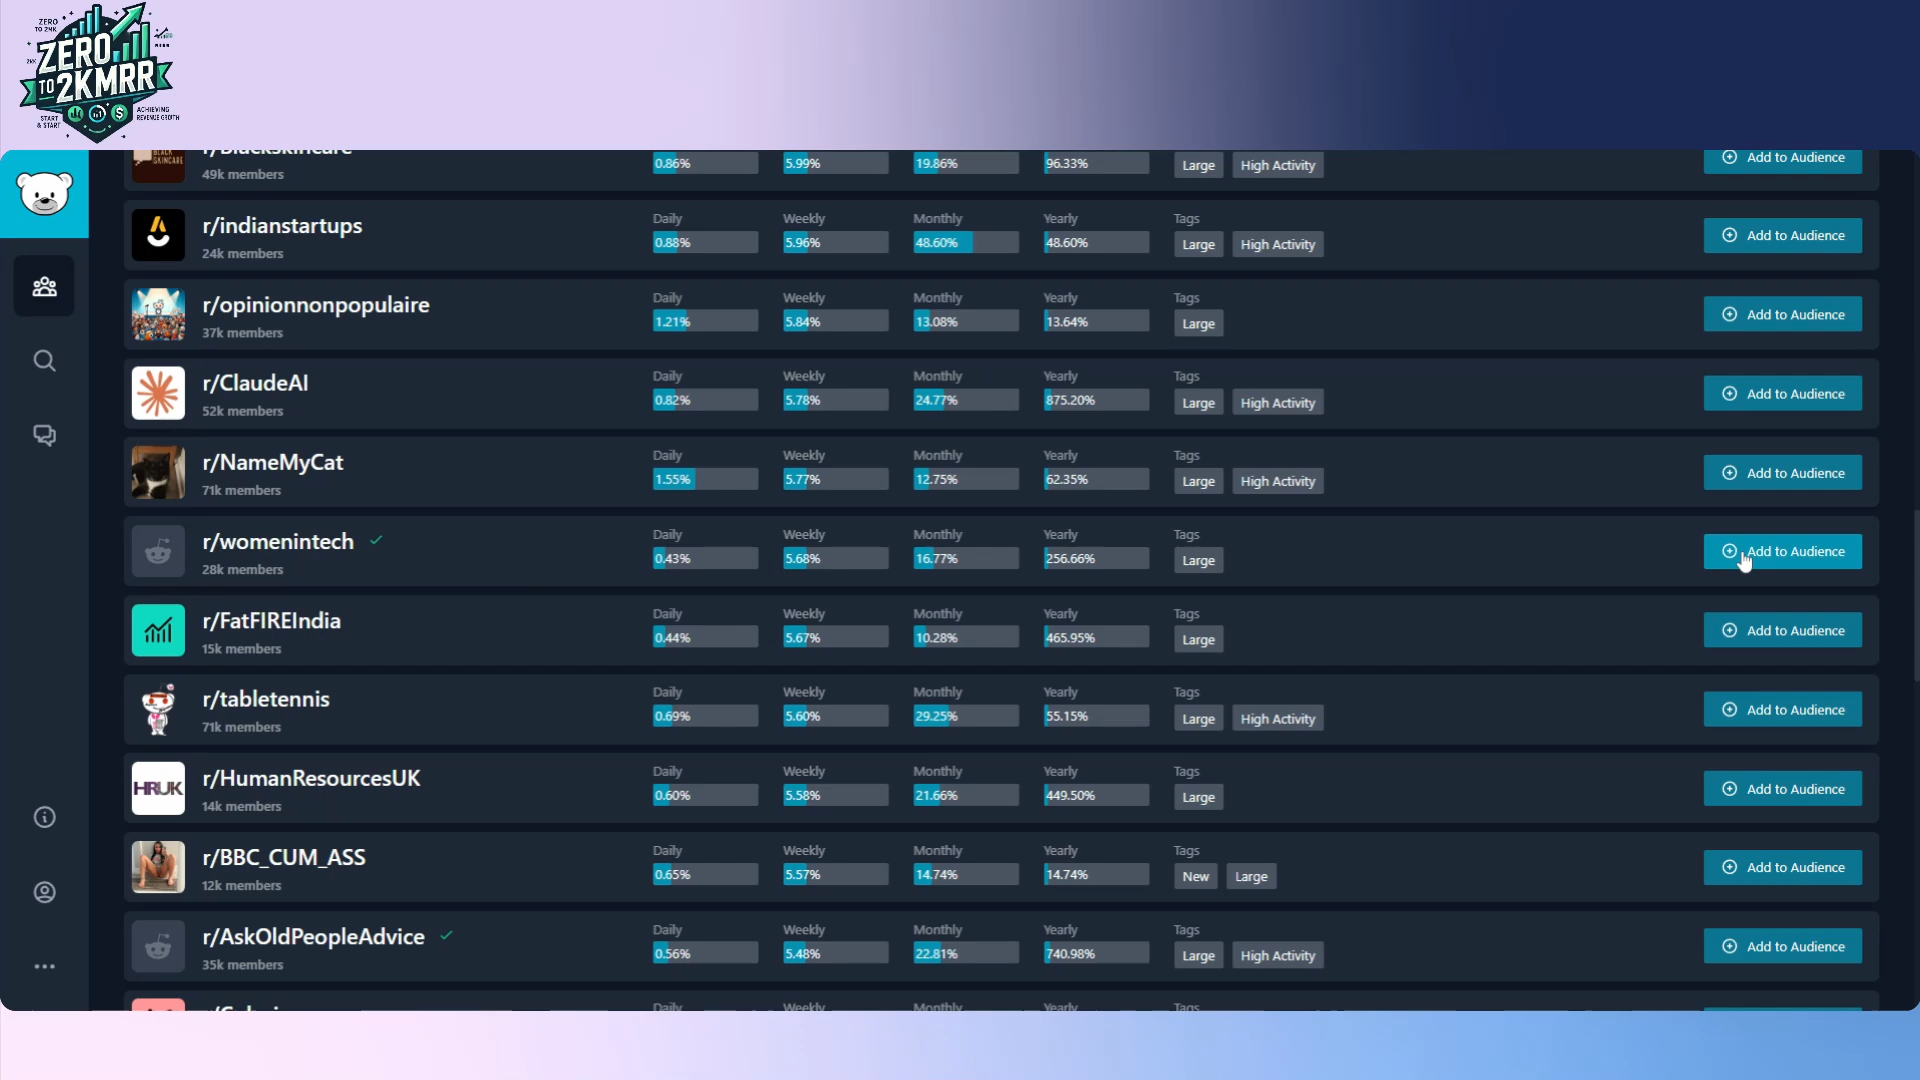 ZERO
TO 2KMRR
START
& START
ACHIEVING
REVENUE GROTH
r/Blackskincare
49k members
0.86%
5.99%
19.86%
96.33%
Large
High Activity
Add to Audience
r/indianstartups
24k members
Daily
0.88%
Weekly
5.96%
Monthly
48.60%
Yearly
48.60%
Tags
Large
High Activity
Add to Audience
r/opinionnonpopulaire
37k members
Daily
1.21%
Weekly
5.84%
Monthly
13.08%
Yearly
13.64%
Tags
Large
Add to Audience
r/ClaudeAI
52k members
Daily
0.82%
Weekly
5.78%
Monthly
24.77%
Yearly
875.20%
Tags
Large
High Activity
Add to Audience
r/NameMyCat
71k members
Daily
1.55%
Weekly
5.77%
Monthly
12.75%
Yearly
62.35%
Tags
Large
High Activity
Add to Audience
r/womenintech
28k members
Daily
0.43%
Weekly
5.68%
Monthly
16.77%
Yearly
256.66%
Tags
Large
Add to Audience
r/FatFIREIndia
15k members
Daily
0.44%
Weekly
5.67%
Monthly
10.28%
Yearly
465.95%
Tags
Large
Add to Audience
r/tabletennis
71k members
Daily
0.69%
Weekly
5.60%
Monthly
29.25%
Yearly
55.15%
Tags
Large
High Activity
Add to Audience
HRUK
r/HumanResourcesUK
14k members
Daily
0.60%
Weekly
5.58%
Monthly
21.66%
Yearly
449.50%
Tags
Large
Add to Audience
r/BBC_CUM_ASS
12k members
Daily
0.65%
Weekly
5.57%
Monthly
14.74%
Yearly
14.74%
Tags
New
Large
Add to Audience
r/AskOldPeopleAdvice
35k members
Daily
0.56%
Weekly
5.48%
Monthly
22.81%
Yearly
740.98%
Tags
Large
High Activity
Add to Audience
Daily
Weekly
Monthly
Yearly
Tags